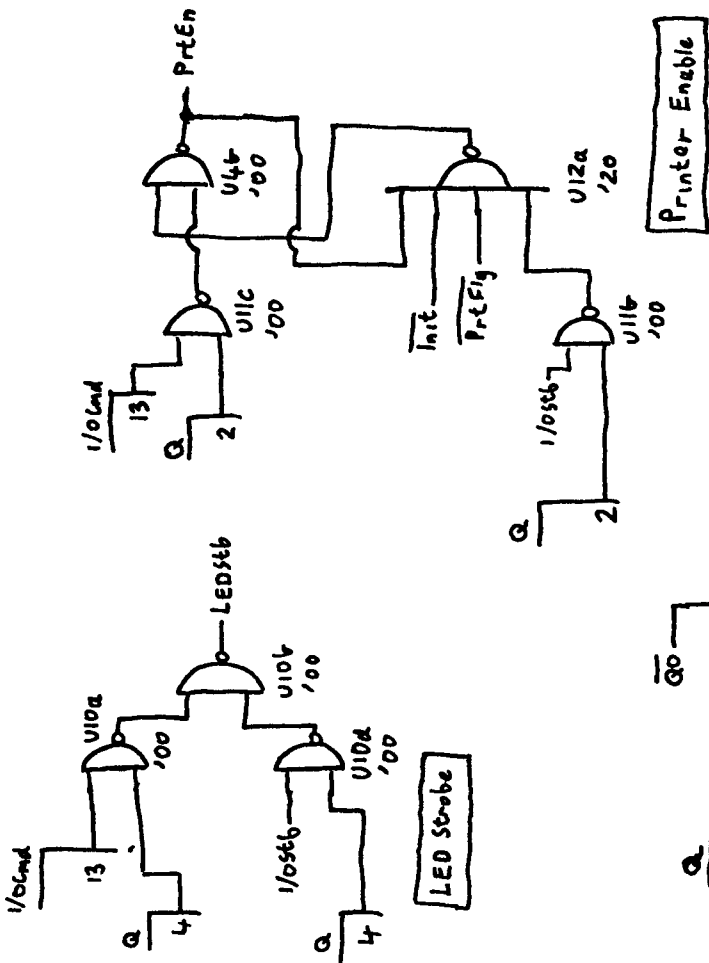 I/OCmd
13
Q
4
U10a
'00
I/OStb
Q
4
U10d
'00
U10b
'00
LEDStb
LED Strobe
I/OCmd
13
Q
2
U11c
'00
U4b
'00
PrtEn
Init
PrtFlg
I/OStb
Q
2
U11b
'00
U12a
'20
Printer Enable
Q
Q0